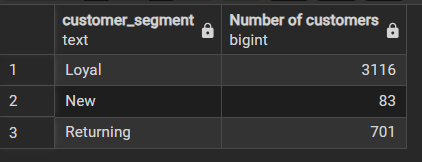 customer_segment Number of customers
text bigint
1 Loyal 3116
2 New 83
3 Returning 701